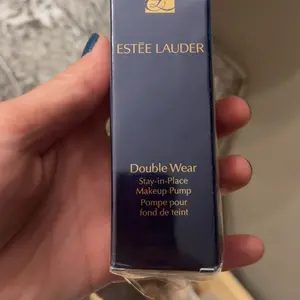 ESTĒE LAUDER
Double Wear
Stay-in-Place
Makeup Pump
Pompe pour
fond de teint